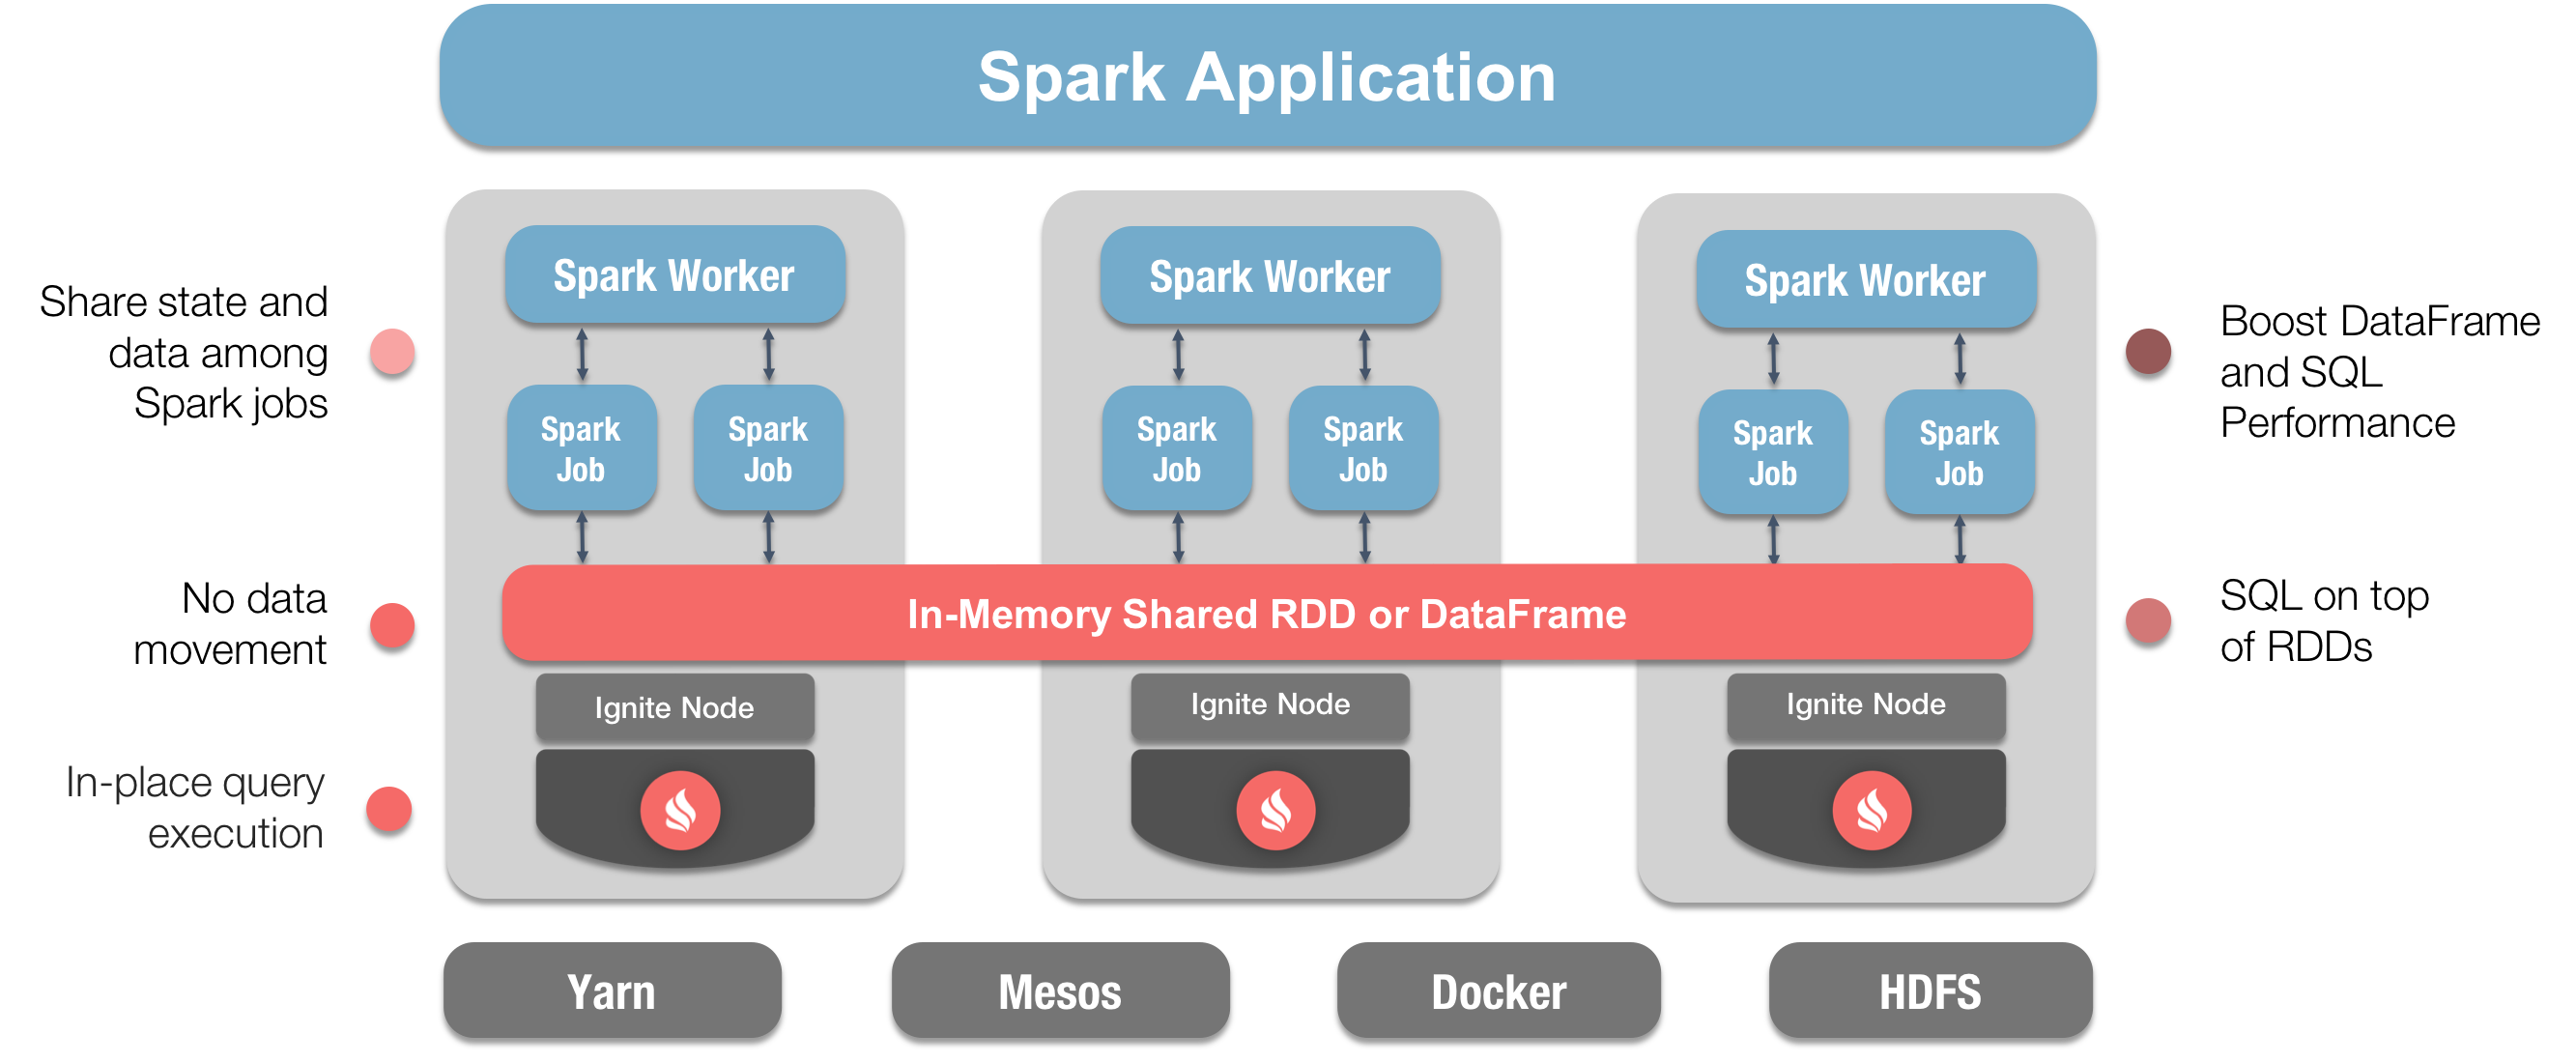 Spark Application
Share state and
data among
Spark jobs
No data
movement
In-place query
execution
Spark Worker
Spark
Job
Spark
Job
Spark Worker
Spark
Job
Spark
Job
Spark Worker
Spark
Job
Spark
Job
In-Memory Shared RDD or DataFrame
Ignite Node
Ignite Node
Ignite Node
Boost DataFrame
and SQL
Performance
SQL on top
of RDDs
Yarn
Mesos
Docker
HDFS